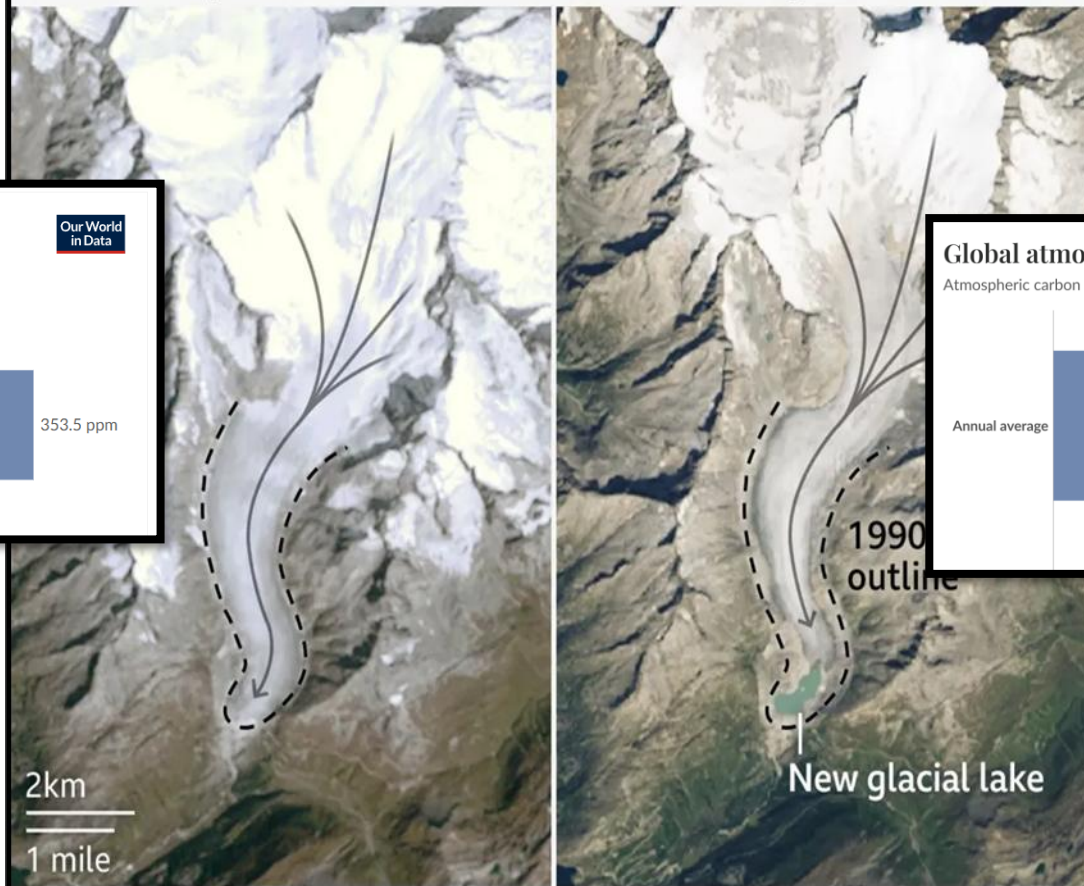 Our World
in Data
353.5 ppm
Global atmo
Atmospheric carbon
Annual average
1990
outline
New glacial lake
2km
1 mile